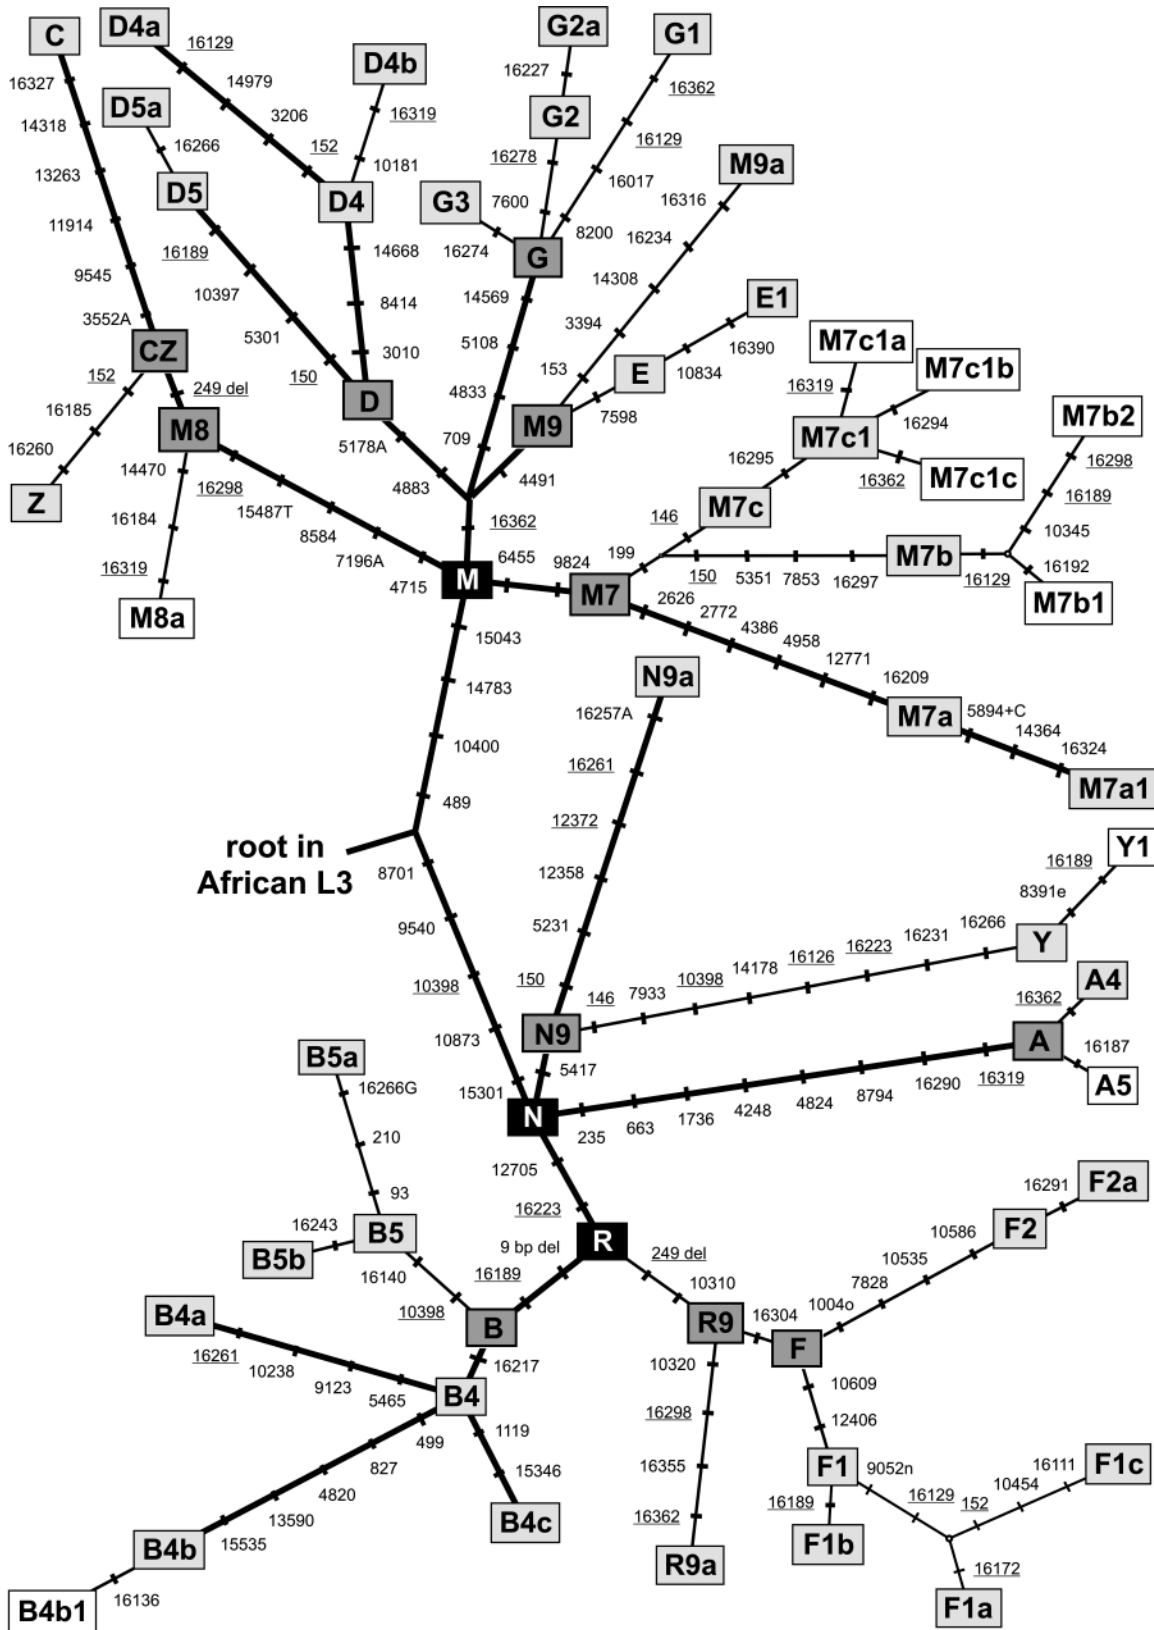 C
D4a
16129
G2a
G1
16327
14979
D4b
16227
16362
14318
D5a
3206
16319
G2
13263
16266
152
10181
16278
16129
M9a
11914
D5
D4
G3
7600
16017
16316
9545
16189
14668
16274
8200
16234
3552A
10397
8414
G
14308
E1
CZ
5301
3010
14569
3394
16390
M7c1a
152
249 del
150
5108
153
E
10834
16319
M7c1b
16185
M8
D
4833
M9
7598
16294
M7b2
16260
14470
5178A
709
4491
16295
M7c1
16298
Z
16298
4883
M7c
16362
M7c1c
16189
16184
15487T
16362
146
10345
16319
8584
6455
9824
199
M7b
16192
M8a
7196A
150
5351
7853
16297
16129
M7b1
4715
M
M7
2626
15043
2772
4386
14783
N9a
4958
12771
16209
10400
16257A
M7a
5894+C
16261
14364
489
12372
16324
M7a1
root in
African L3
8701
12358
16189
Y1
9540
5231
8391e
10398
150
146
7933
10398
14178
16126
16223
16231
16266
Y
10873
N9
16362
A4
B5a
5417
A
16187
16266G
15301
N
235
663
1736
4248
4824
8794
16290
16319
A5
210
12705
16291
F2a
93
16223
10586
F2
16243
B5
9 bp del
R
249 del
10535
B5b
16140
16189
10310
7828
B4a
10398
B
R9
16304
1004o
16261
16217
F
10238
9123
5465
B4
10320
10609
499
1119
16298
12406
827
15346
16355
F1
9052n
16111
F1c
4820
16189
16129
152
10454
13590
B4c
16362
B4b
15535
F1b
16172
B4b1
16136
R9a
F1a